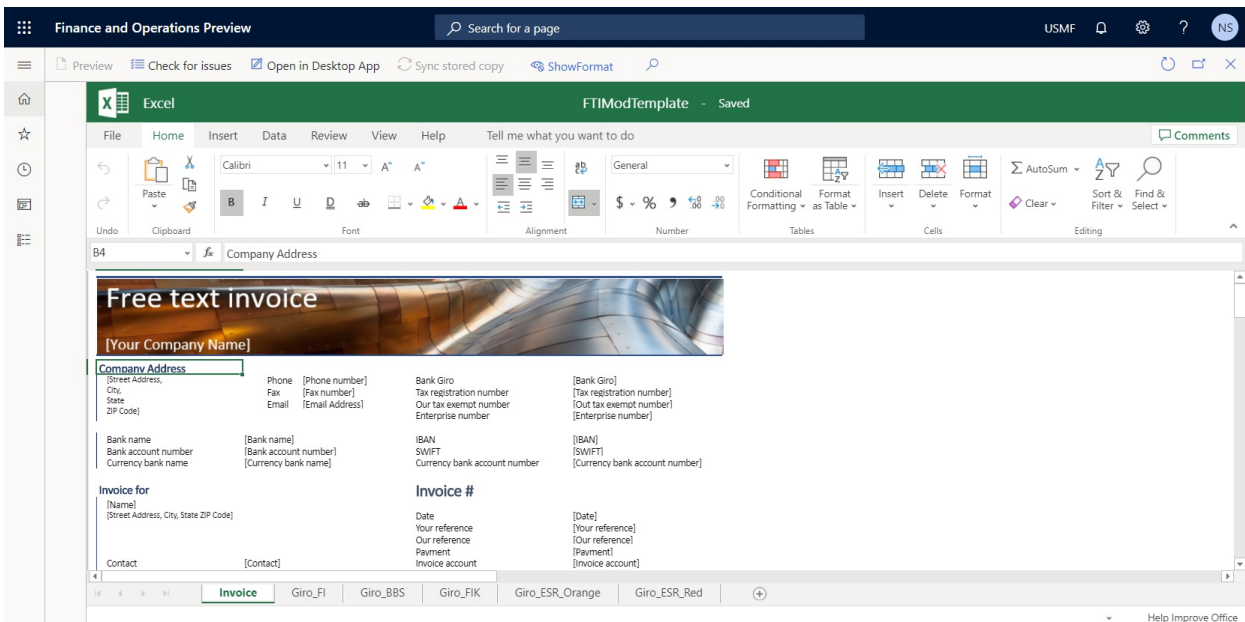 Finance and Operations Preview
Search for a page
USMF
?
NS
Preview
Check for issues
Open in Desktop App
Sync stored copy
ShowFormat
Excel
FTIModTemplate - Saved
File Home Insert Data Review View Help Tell me what you want to do
Comments
Calibri 11 A A
ab
General
Paste
B I U D ab A
$ % 9 .00 .00
Conditional Formatting
Format as Table
Insert
Delete
Format
AutoSum
Clear
Sort & Filter
Find & Select
Undo Clipboard Font Alignment Number Tables Cells Editing
B4 fx Company Address
Free text invoice
[Your Company Name]
Company Address
[Street Address,
City,
State
ZIP Code]
Phone [Phone number]
Fax [Fax number]
Email [Email Address]
Bank Giro [Bank Giro]
Tax registration number [Tax registration number]
Our tax exempt number [Out tax exempt number]
Enterprise number [Enterprise number]
Bank name [Bank name]
Bank account number [Bank account number]
Currency bank name [Currency bank name]
IBAN [IBAN]
SWIFT [SWIFT]
Currency bank account number [Currency bank account number]
Invoice for
[Name]
[Street Address, City, State ZIP Code]
Contact [Contact]
Invoice #
Date [Date]
Your reference [Your reference]
Our reference [Our reference]
Payment [Payment]
Invoice account [Invoice account]
Invoice Giro_FI Giro_BBS Giro_FIK Giro_ESR_Orange Giro_ESR_Red
Help Improve Office